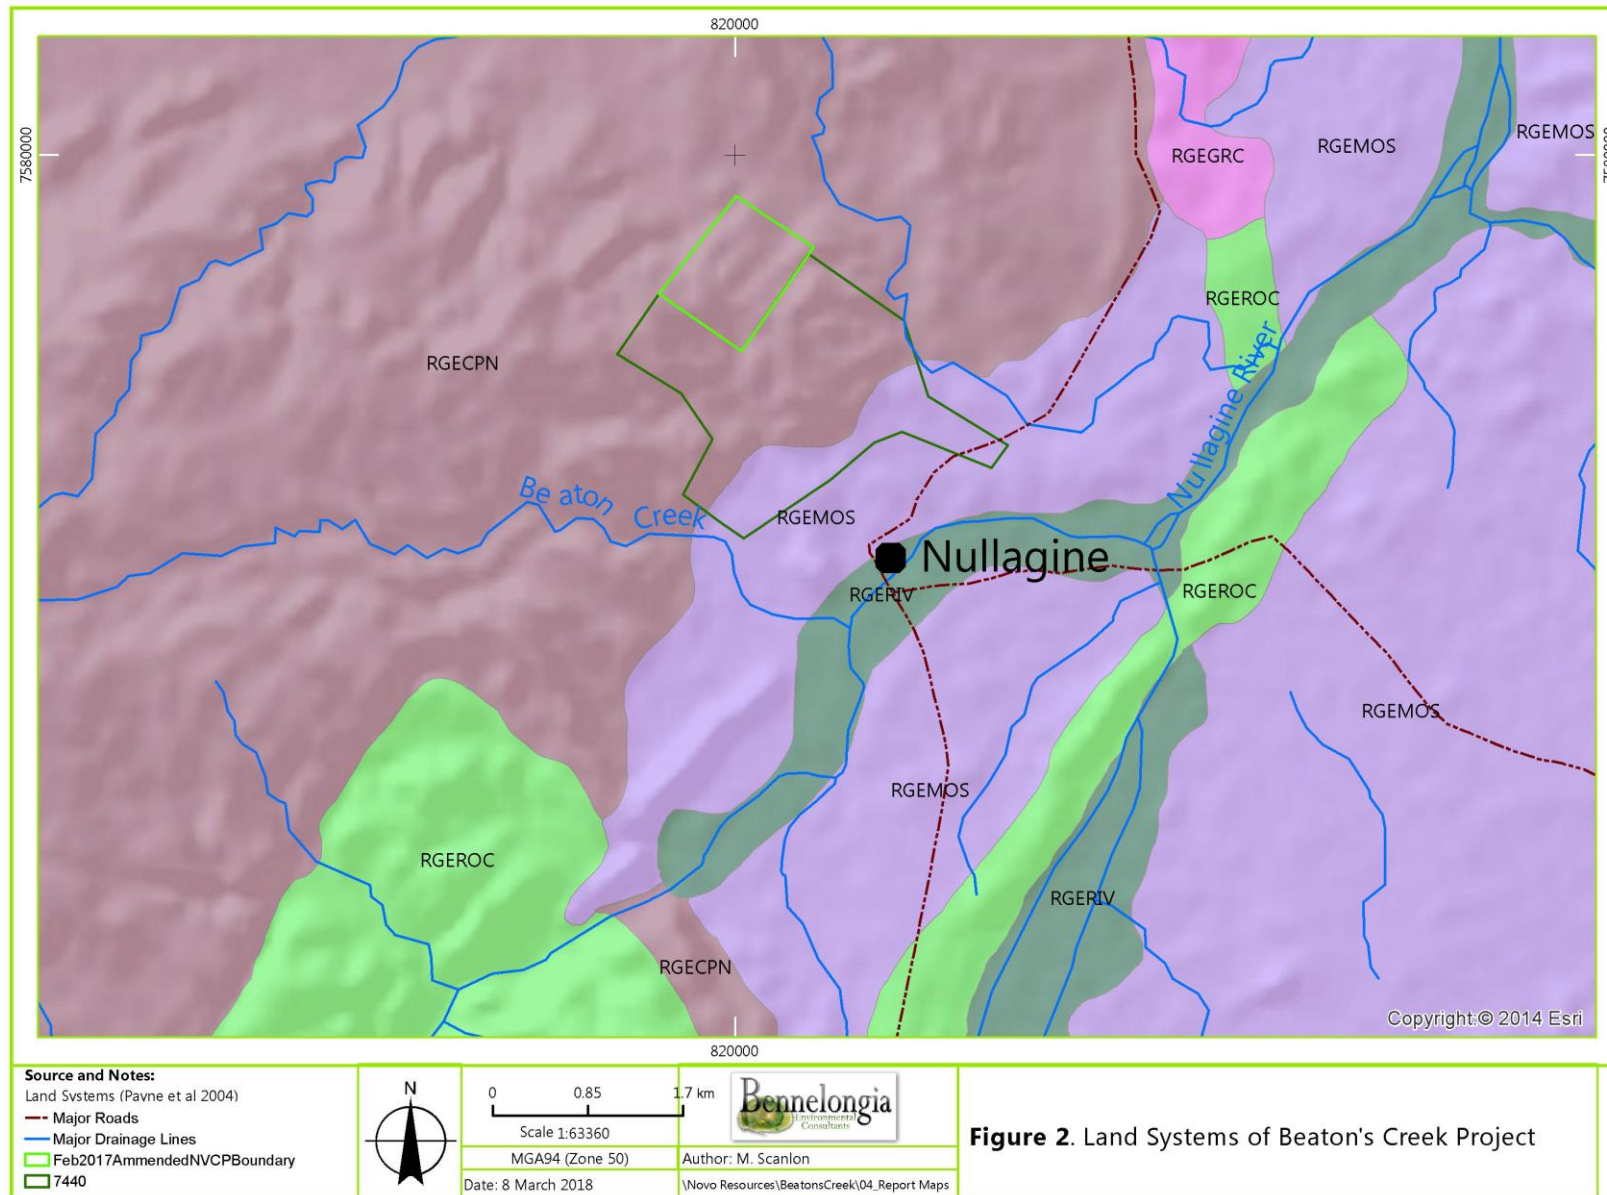 820000
7580000
RGEGRC
RGEMOS
RGEMOS
RGEROC
RGECPN
Nullagine River
Beaton Creek
RGEMOS
Nullagine
RGERIV
RGEROC
RGEMOS
RGEMOS
RGEROC
RGERIV
RGECPN
Copyright:© 2014 Esri
820000
Source and Notes:
Land Systems (Payne et al 2004)
Major Roads
Major Drainage Lines
Feb2017AmmendedNVCPBoundary
7440
N
0 0.85 1.7 km
Scale 1:63360
MGA94 (Zone 50)
Date: 8 March 2018
Bennelongia
Environmental
Consultants
Author: M. Scanlon
\Novo Resources\BeatonsCreek\04_Report Maps
Figure 2. Land Systems of Beaton's Creek Project